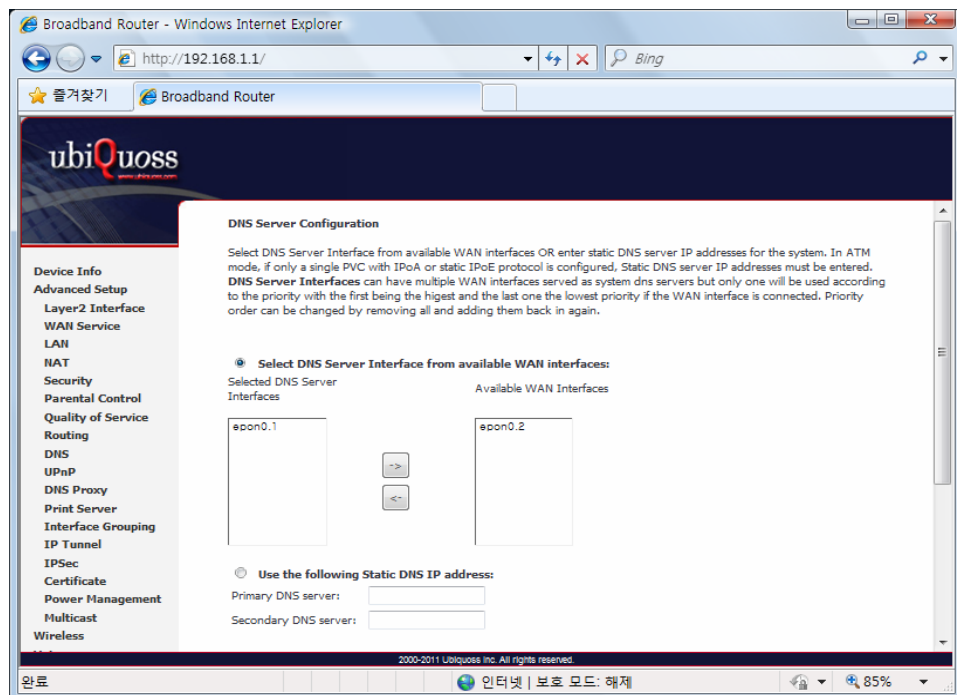 Broadband Router - Windows Internet Explorer
http://192.168.1.1/
Bing
즐겨찾기
Broadband Router
ubiQuoss
Device Info
Advanced Setup
Layer2 Interface
WAN Service
LAN
NAT
Security
Parental Control
Quality of Service
Routing
DNS
UPnP
DNS Proxy
Print Server
Interface Grouping
IP Tunnel
IPSec
Certificate
Power Management
Multicast
Wireless
DNS Server Configuration
Select DNS Server Interface from available WAN interfaces OR enter static DNS server IP addresses for the system. In ATM
mode, if only a single PVC with IPoA or static IPoE protocol is configured, Static DNS server IP addresses must be entered.
DNS Server Interfaces can have multiple WAN interfaces served as system dns servers but only one will be used according
to the priority with the first being the higest and the last one the lowest priority if the WAN interface is connected. Priority
order can be changed by removing all and adding them back in again.
Select DNS Server Interface from available WAN interfaces:
Selected DNS Server
Interfaces
Available WAN Interfaces
epon0.1
epon0.2
->
<-
Use the following Static DNS IP address:
Primary DNS server:
Secondary DNS server:
2000-2011 Ubiquoss Inc. All rights reserved.
완료
인터넷 | 보호 모드: 해제
85%